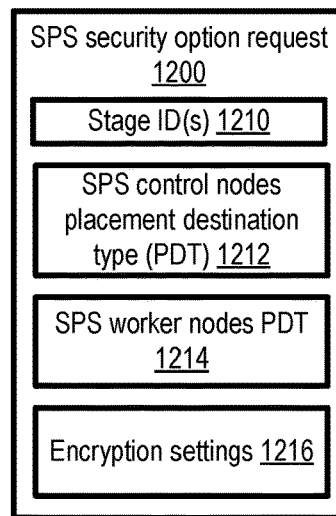 SPS security option request
1200
Stage ID(s) 1210
SPS control nodes
placement destination
type (PDT) 1212
SPS worker nodes PDT
1214
Encryption settings 1216